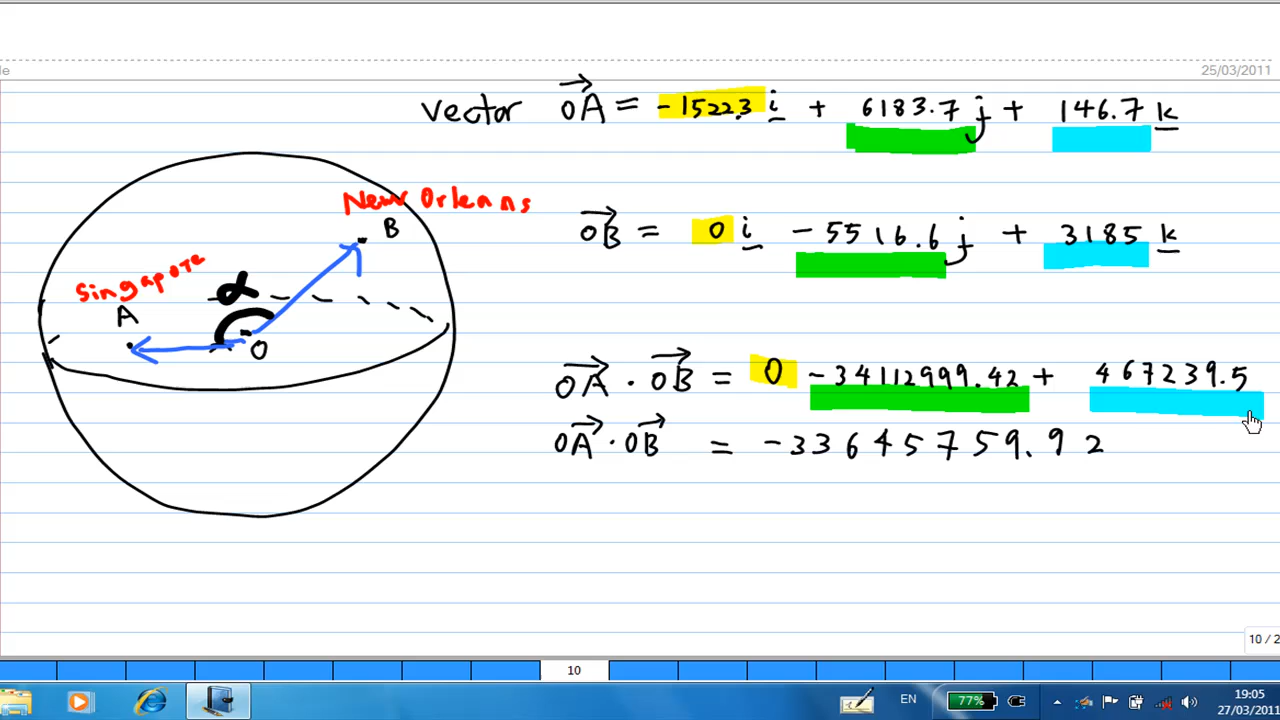 le
25/03/2011
vector OA = -1522.3 i + 6183.7 j + 146.7 k
New Orleans
B
OB = 0 i - 5516.6 j + 3185 k
Singapore
α
A
O
OA · OB = 0 - 34112999.42 + 467239.5
OA · OB = -33645759.92
10 / 2
10
EN
77%
19:05
27/03/2011